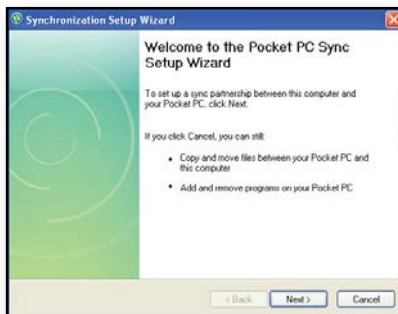 Synchronization Setup Wizard
Welcome to the Pocket PC Sync
Setup Wizard
To set up a sync partnership between this computer and
your Pocket PC, click Next.
If you click Cancel, you can still:
• Copy and move files between your Pocket PC and
this computer
• Add and remove programs on your Pocket PC
< Back
Next >
Cancel